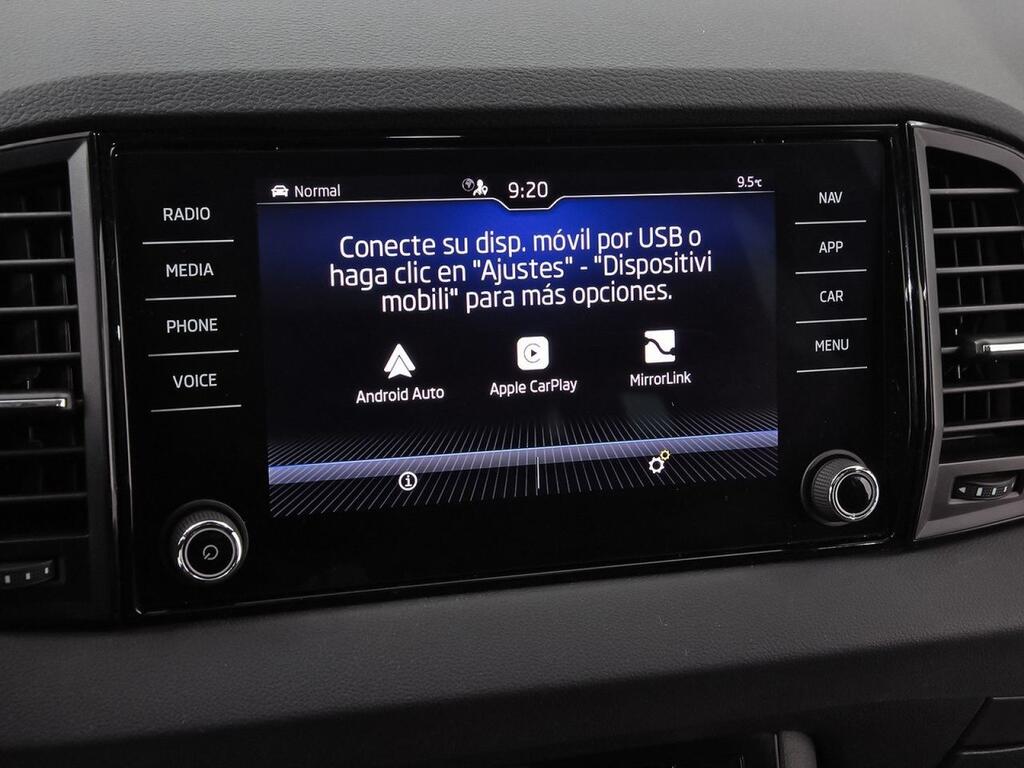 Normal
9:20
9.5°C
RADIO
MEDIA
PHONE
VOICE
Conecte su disp. móvil por USB o
haga clic en "Ajustes" - "Dispositivi
mobili" para más opciones.
Android Auto
Apple CarPlay
MirrorLink
NAV
APP
CAR
MENU